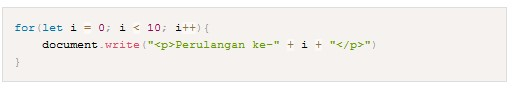 for(let i = 0; i < 10; i++){
    document.write("<p>Perulangan ke-" + i + "</p>")
}